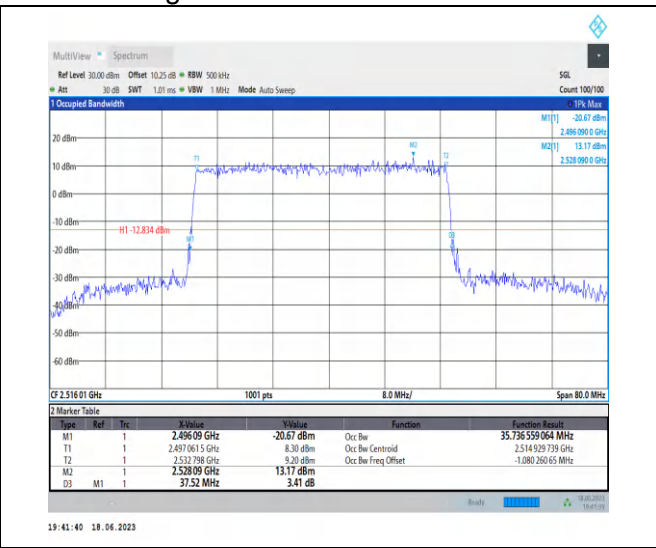 MultiView Spectrum
Ref Level 30.00 dBm Offset 10.25 dB RBW 500 kHz SGL
Att 30 dB SWT 1.01 ms VBW 1 MHz Mode Auto Sweep Count 100/100
1 Occupied Bandwidth 1Pk Max
M1[1] -20.67 dBm
2.496 090 0 GHz
M2[1] 13.17 dBm
2.528 090 0 GHz
20 dBm
M2
T1
T2
10 dBm
0 dBm
-10 dBm
H1 -12.834 dBm
M1
D3
-20 dBm
-30 dBm
-40 dBm
-50 dBm
-60 dBm
CF 2.516 01 GHz 1001 pts 8.0 MHz/ Span 80.0 MHz
2 Marker Table
Type Ref Trc X-Value Y-Value Function Function Result
M1 1 2.496 09 GHz -20.67 dBm Occ Bw 35.736 559 064 MHz
T1 1 2.497 061 5 GHz 8.30 dBm Occ Bw Centroid 2.514 929 739 GHz
T2 1 2.532 798 GHz 9.20 dBm Occ Bw Freq Offset -1.080 260 65 MHz
M2 1 2.528 09 GHz 13.17 dBm
D3 M1 1 37.52 MHz 3.41 dB
Ready 18.06.2023
19:41:39
19:41:40 18.06.2023